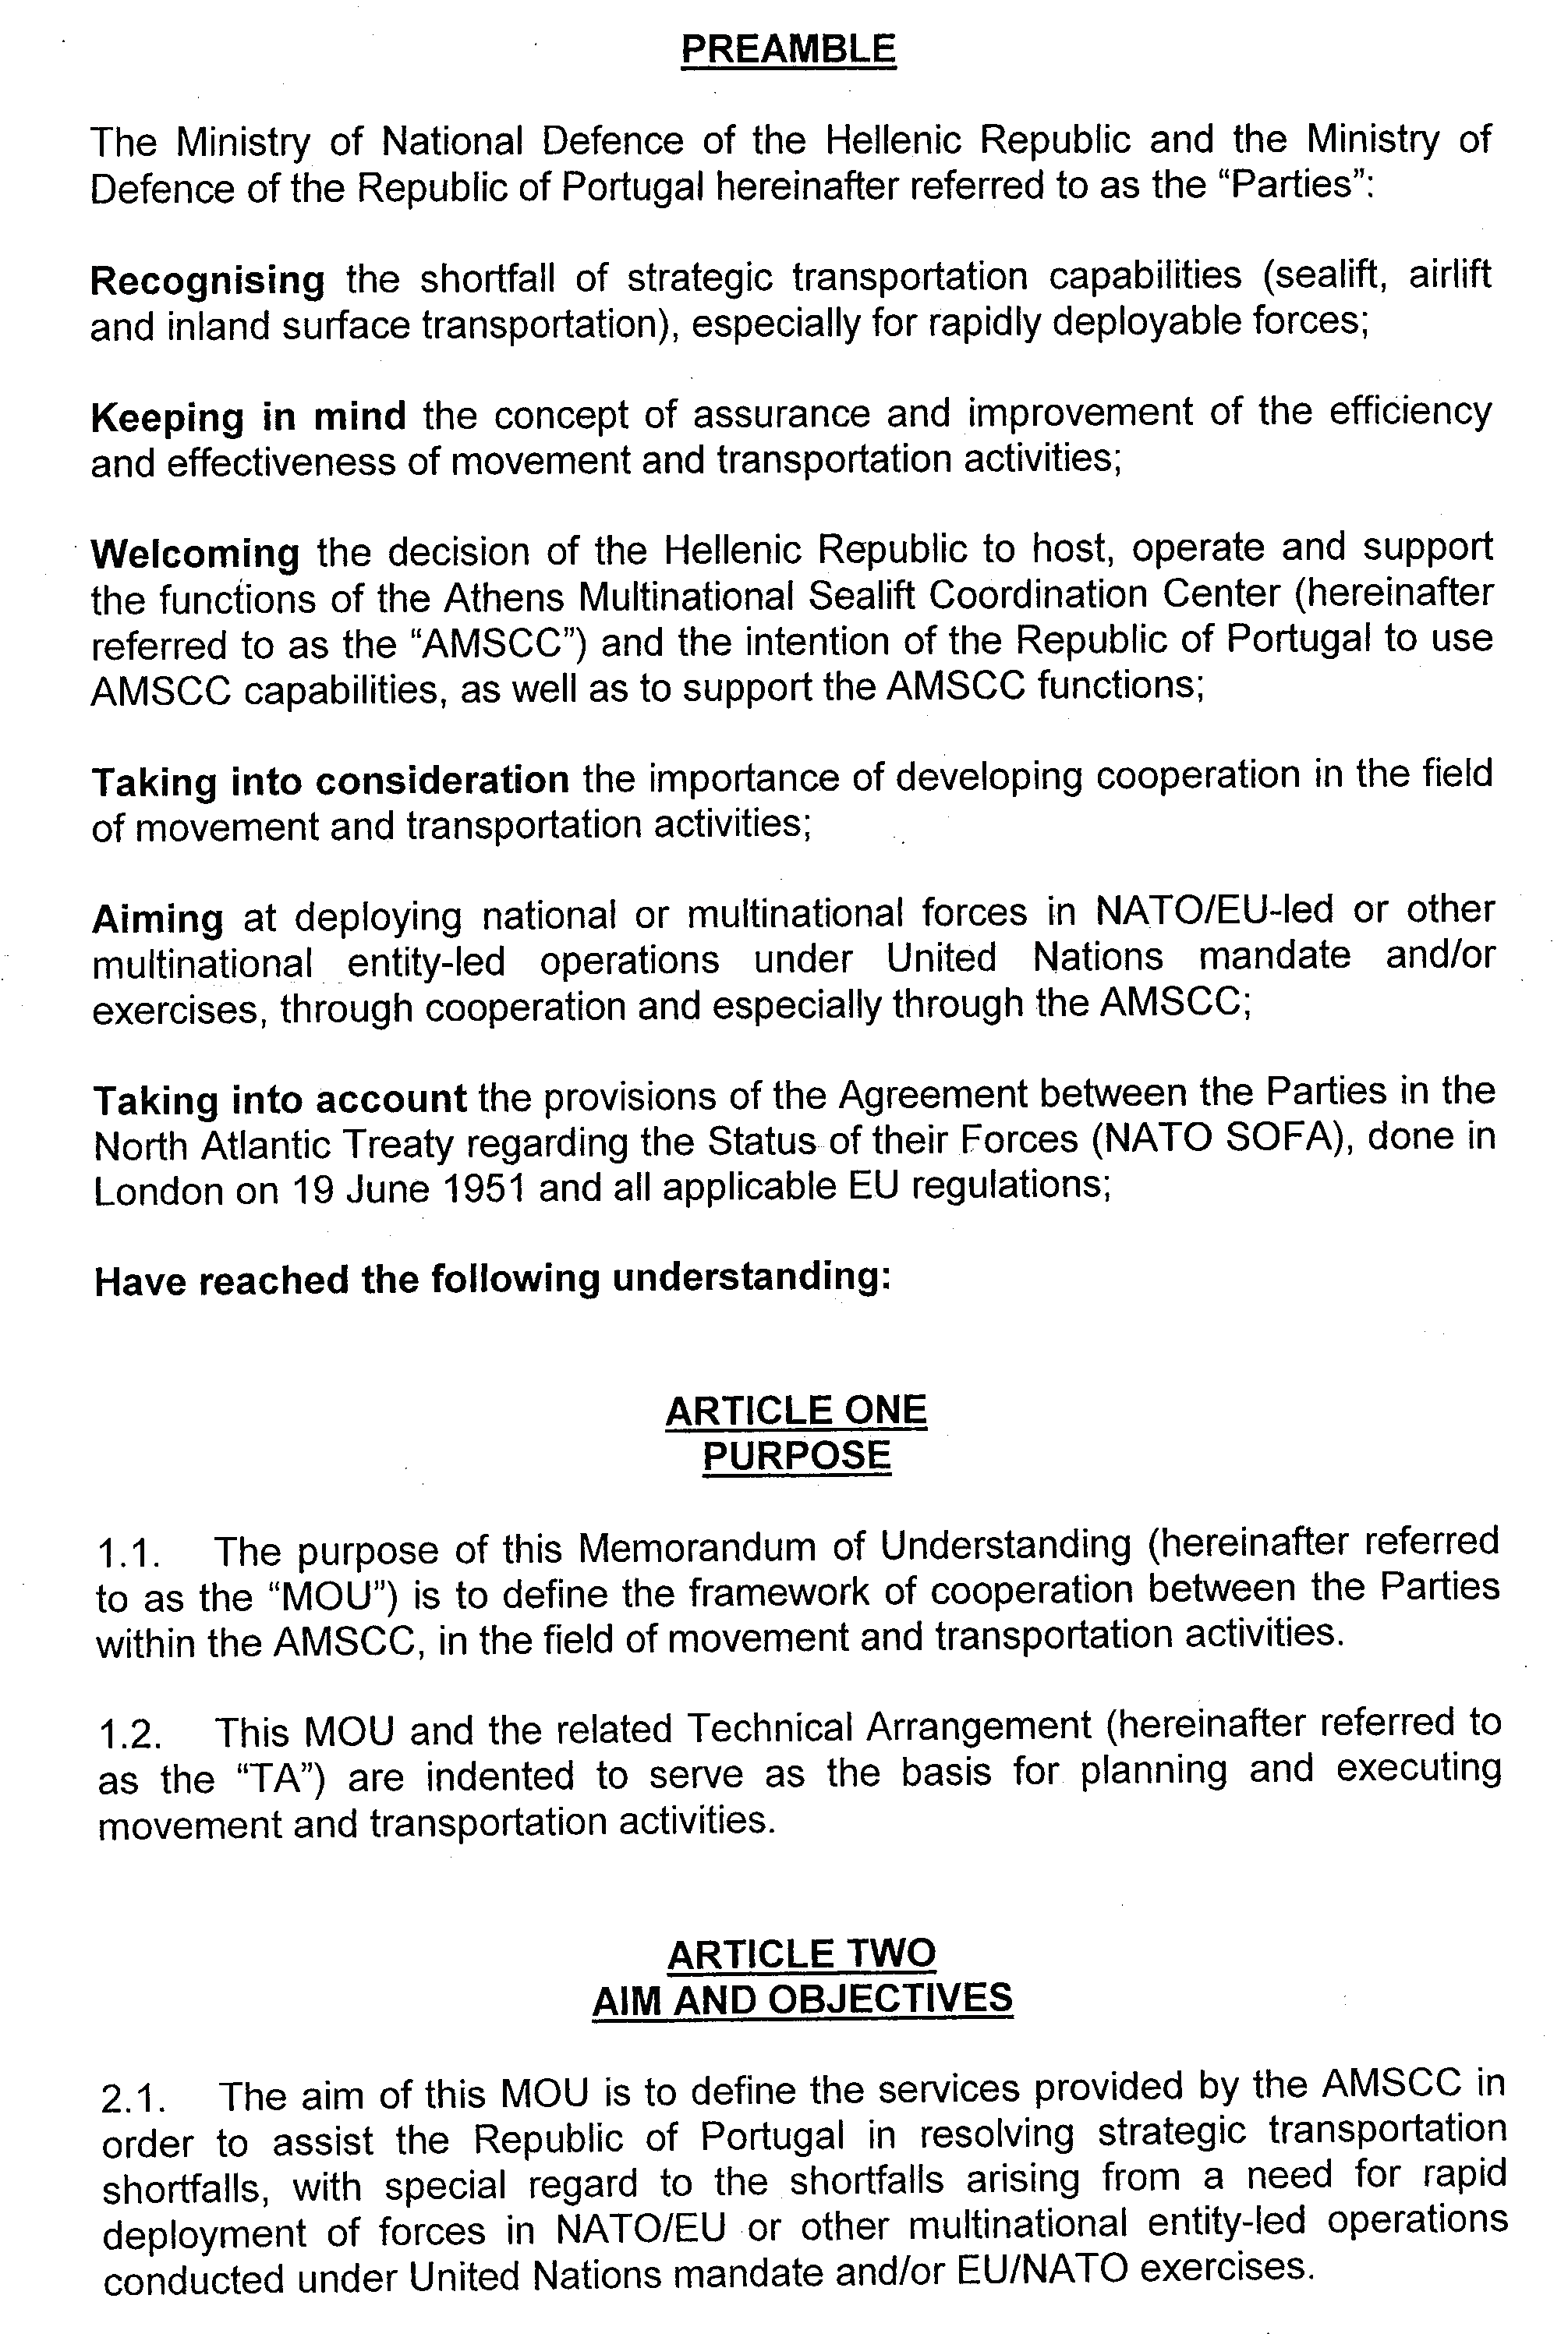 PREAMBLE
The Ministry of National Defence of the Hellenic Republic and the Ministry of
Defence of the Republic of Portugal hereinafter referred to as the “Parties”:
Recognising the shortfall of strategic transportation capabilities (sealift, airlift
and inland surface transportation), especially for rapidly deployable forces;
Keeping in mind the concept of assurance and improvement of the efficiency
and effectiveness of movement and transportation activities;
Welcoming the decision of the Hellenic Republic to host, operate and support
the functions of the Athens Multinational Sealift Coordination Center (hereinafter
referred to as the “AMSCC”) and the intention of the Republic of Portugal to use
AMSCC capabilities, as well as to support the AMSCC functions;
Taking into consideration the importance of developing cooperation in the field
of movement and transportation activities;
Aiming at deploying national or multinational forces in NATO/EU-led or other
multinational entity-led operations under United Nations mandate and/or
exercises, through cooperation and especially through the AMSCC;
Taking into account the provisions of the Agreement between the Parties in the
North Atlantic Treaty regarding the Status of their Forces (NATO SOFA), done in
London on 19 June 1951 and all applicable EU regulations;
Have reached the following understanding:
ARTICLE ONE
PURPOSE
1.1. The purpose of this Memorandum of Understanding (hereinafter referred
to as the “MOU”) is to define the framework of cooperation between the Parties
within the AMSCC, in the field of movement and transportation activities.
1.2. This MOU and the related Technical Arrangement (hereinafter referred to
as the “TA”) are indented to serve as the basis for planning and executing
movement and transportation activities.
ARTICLE TWO
AIM AND OBJECTIVES
2.1. The aim of this MOU is to define the services provided by the AMSCC in
order to assist the Republic of Portugal in resolving strategic transportation
shortfalls, with special regard to the shortfalls arising from a need for rapid
deployment of forces in NATO/EU or other multinational entity-led operations
conducted under United Nations mandate and/or EU/NATO exercises.